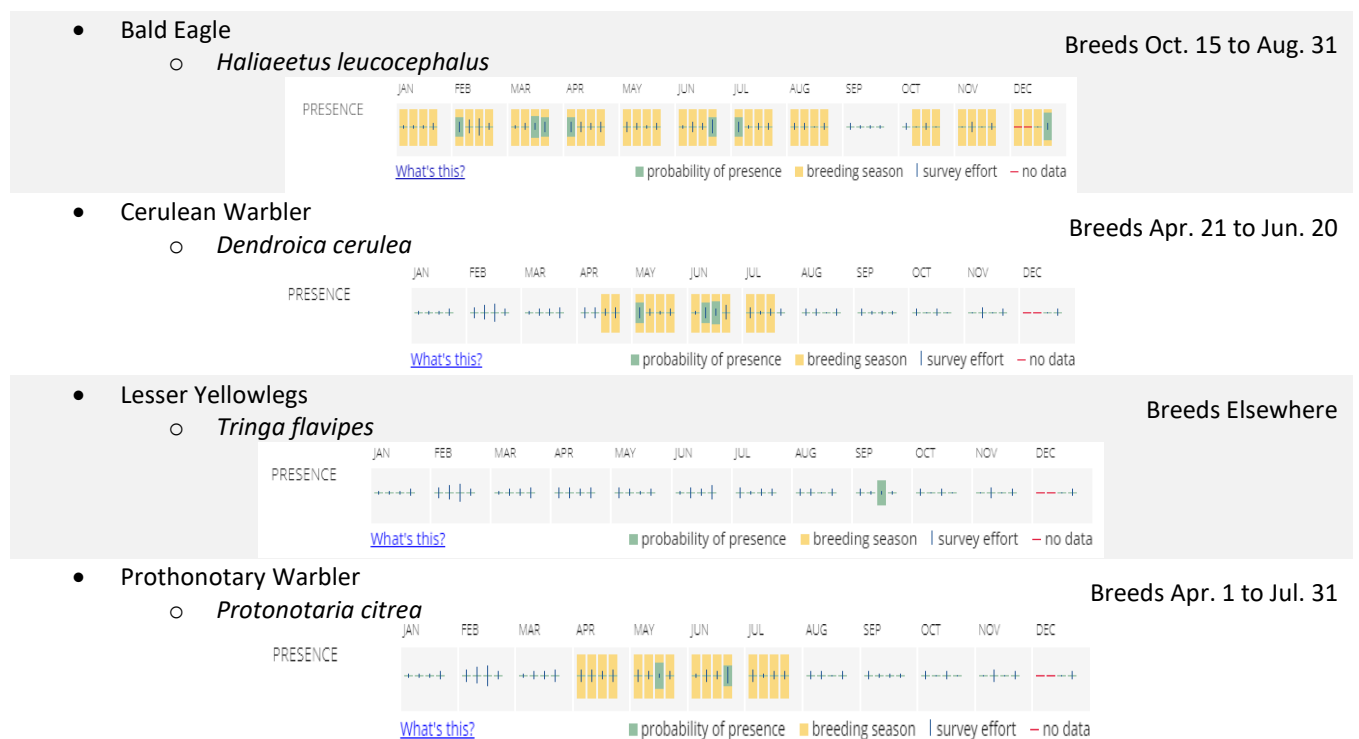 • Bald Eagle
Breeds Oct. 15 to Aug. 31
o Haliaeetus leucocephalus
JAN FEB MAR APR MAY JUN JUL AUG SEP OCT NOV DEC
PRESENCE
What's this? probability of presence breeding season survey effort no data
• Cerulean Warbler
Breeds Apr. 21 to Jun. 20
o Dendroica cerulea
JAN FEB MAR APR MAY JUN JUL AUG SEP OCT NOV DEC
PRESENCE
What's this? probability of presence breeding season survey effort no data
• Lesser Yellowlegs
Breeds Elsewhere
o Tringa flavipes
JAN FEB MAR APR MAY JUN JUL AUG SEP OCT NOV DEC
PRESENCE
What's this? probability of presence breeding season survey effort no data
• Prothonotary Warbler
Breeds Apr. 1 to Jul. 31
o Protonotaria citrea
JAN FEB MAR APR MAY JUN JUL AUG SEP OCT NOV DEC
PRESENCE
What's this? probability of presence breeding season survey effort no data